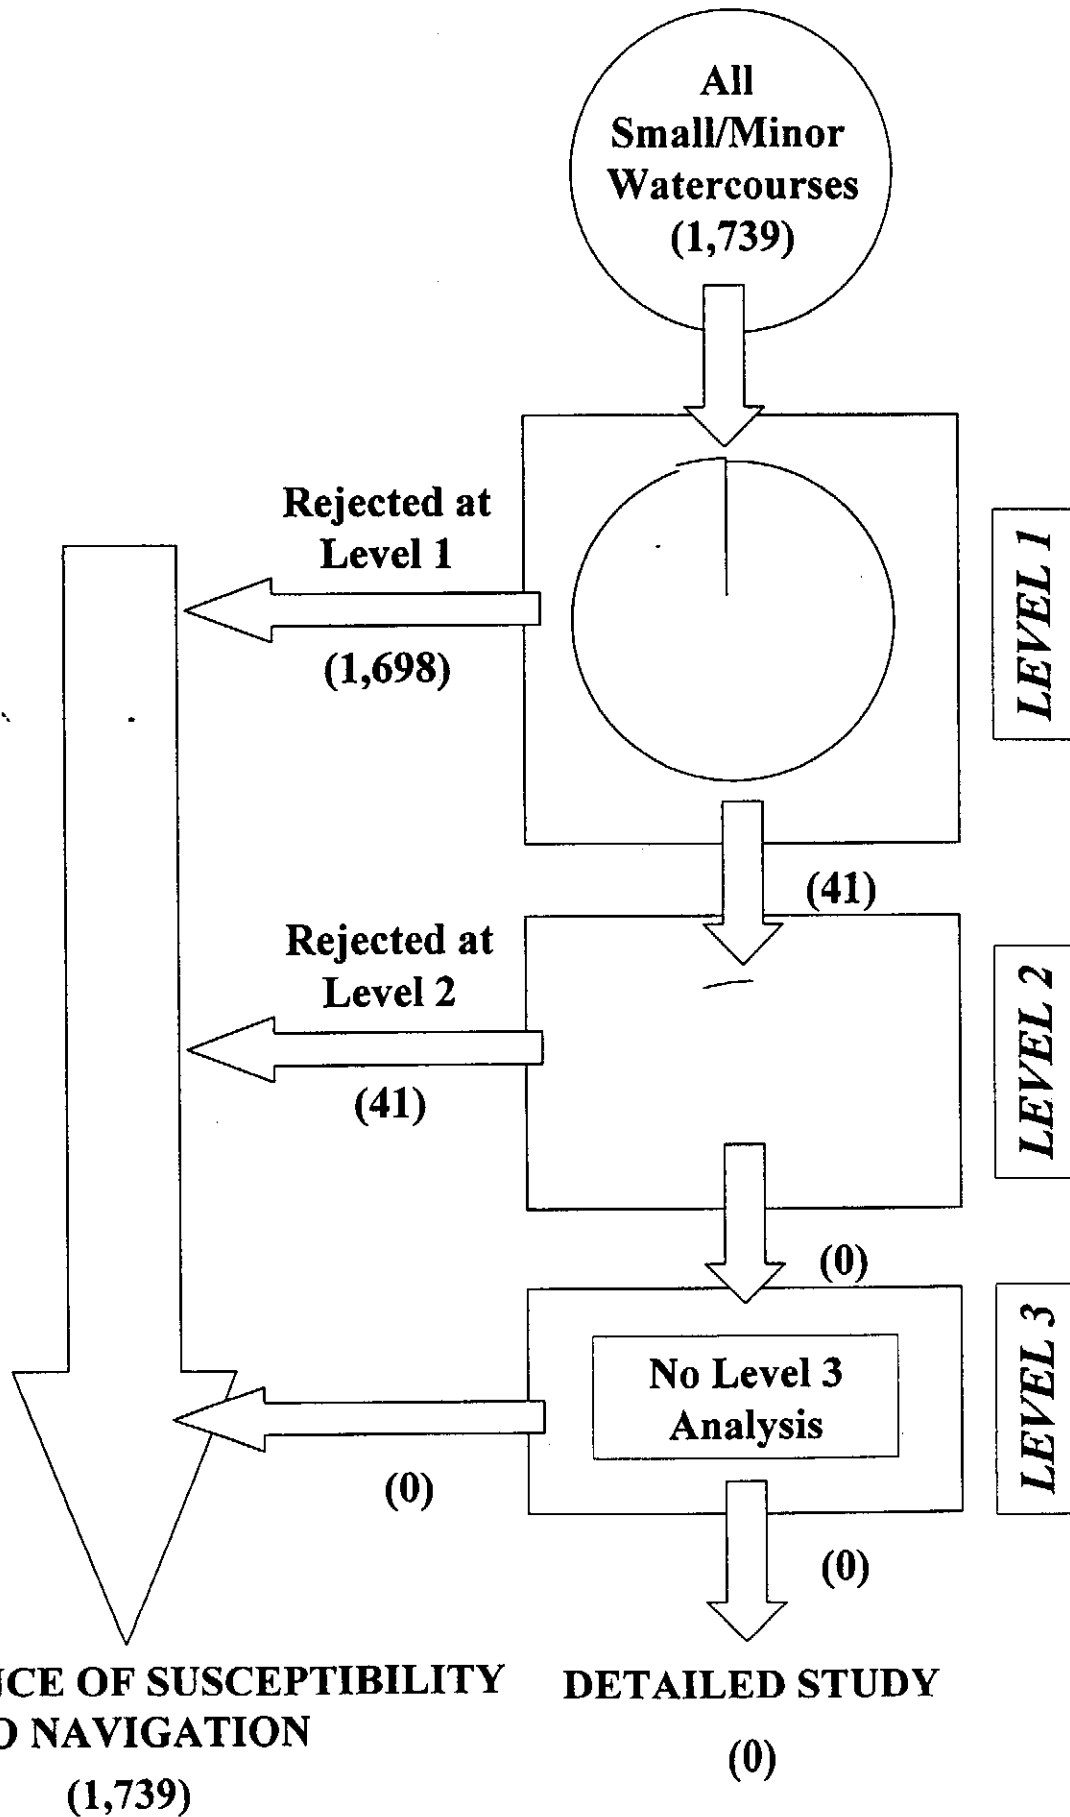 All
Small/Minor
Watercourses
(1,739)
Rejected at
Level 1
(1,698)
LEVEL 1
(41)
Rejected at
Level 2
(41)
LEVEL 2
(0)
No Level 3
Analysis
LEVEL 3
(0)
(0)
OF SUSCEPTIBILITY
NAVIGATION
(1,739)
DETAILED STUDY
(0)